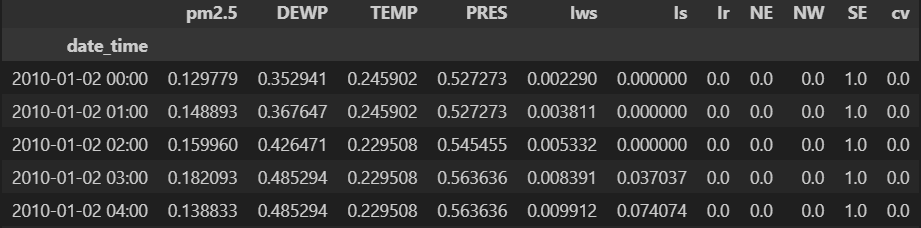 pm2.5 DEWP TEMP PRES Iws Is Ir NE NW SE cv
date_time
2010-01-02 00:00 0.129779 0.352941 0.245902 0.527273 0.002290 0.000000 0.0 0.0 0.0 1.0 0.0
2010-01-02 01:00 0.148893 0.367647 0.245902 0.527273 0.003811 0.000000 0.0 0.0 0.0 1.0 0.0
2010-01-02 02:00 0.159960 0.426471 0.229508 0.545455 0.005332 0.000000 0.0 0.0 0.0 1.0 0.0
2010-01-02 03:00 0.182093 0.485294 0.229508 0.563636 0.008391 0.037037 0.0 0.0 0.0 1.0 0.0
2010-01-02 04:00 0.138833 0.485294 0.229508 0.563636 0.009912 0.074074 0.0 0.0 0.0 1.0 0.0